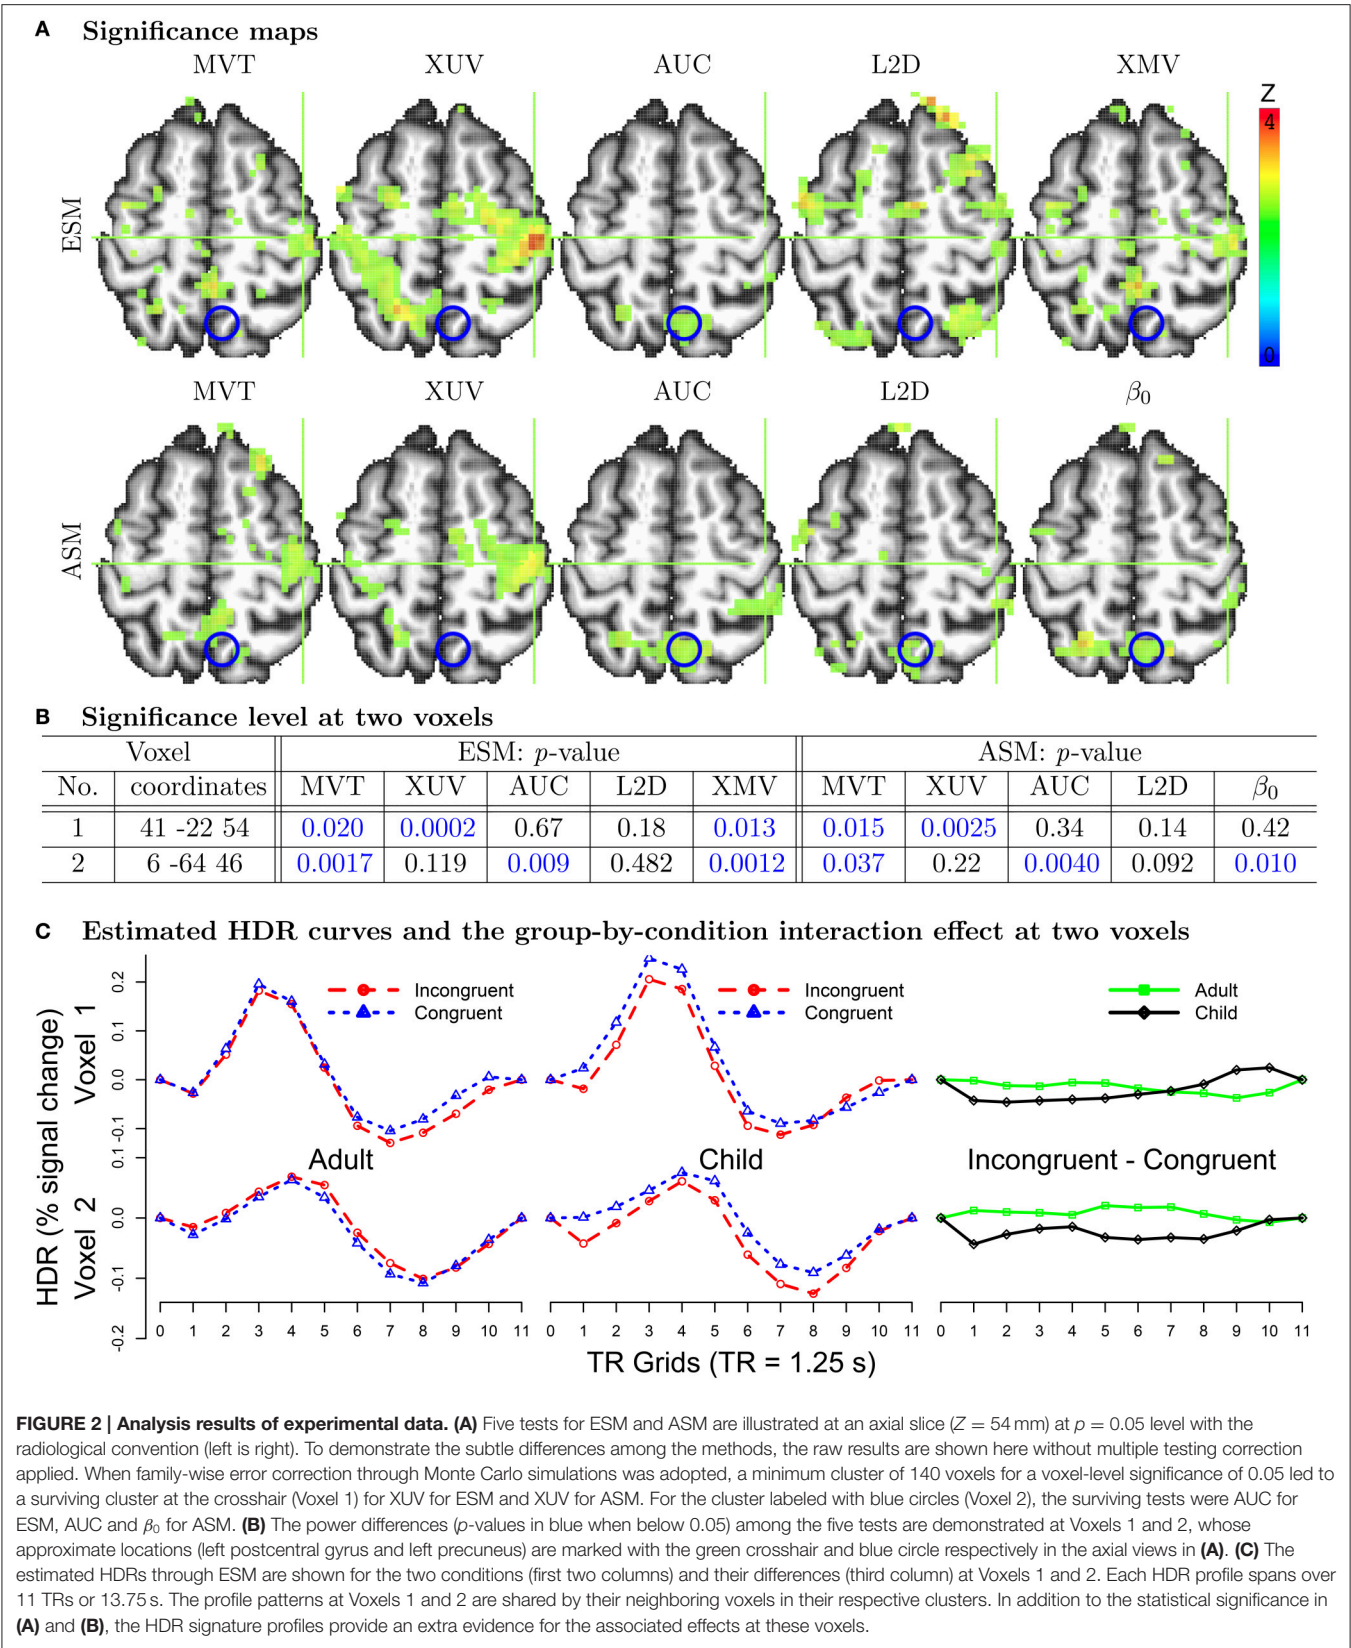 A Significance maps
MVT XUV AUC L2D XMV
Z
4
0
ESM
MVT XUV AUC L2D β0
ASM
B Significance level at two voxels
Voxel ESM: p-value ASM: p-value
No. coordinates MVT XUV AUC L2D XMV MVT XUV AUC L2D β0
1 41 -22 54 0.020 0.0002 0.67 0.18 0.013 0.015 0.0025 0.34 0.14 0.42
2 6 -64 46 0.0017 0.119 0.009 0.482 0.0012 0.037 0.22 0.0040 0.092 0.010
C Estimated HDR curves and the group-by-condition interaction effect at two voxels
HDR (% signal change)
Voxel 2 Voxel 1
0.2
0.1
0.0
-0.1
Incongruent
Congruent
Incongruent
Congruent
Adult
Child
0.1
0.0
-0.1
-0.2
Adult Child Incongruent - Congruent
0 1 2 3 4 5 6 7 8 9 10 11 0 1 2 3 4 5 6 7 8 9 10 11 0 1 2 3 4 5 6 7 8 9 10 11
TR Grids (TR = 1.25 s)
FIGURE 2 | Analysis results of experimental data. (A) Five tests for ESM and ASM are illustrated at an axial slice (Z = 54 mm) at p = 0.05 level with the
radiological convention (left is right). To demonstrate the subtle differences among the methods, the raw results are shown here without multiple testing correction
applied. When family-wise error correction through Monte Carlo simulations was adopted, a minimum cluster of 140 voxels for a voxel-level significance of 0.05 led to
a surviving cluster at the crosshair (Voxel 1) for XUV for ESM and XUV for ASM. For the cluster labeled with blue circles (Voxel 2), the surviving tests were AUC for
ESM, AUC and β0 for ASM. (B) The power differences (p-values in blue when below 0.05) among the five tests are demonstrated at Voxels 1 and 2, whose
approximate locations (left postcentral gyrus and left precuneus) are marked with the green crosshair and blue circle respectively in the axial views in (A). (C) The
estimated HDRs through ESM are shown for the two conditions (first two columns) and their differences (third column) at Voxels 1 and 2. Each HDR profile spans over
11 TRs or 13.75 s. The profile patterns at Voxels 1 and 2 are shared by their neighboring voxels in their respective clusters. In addition to the statistical significance in
(A) and (B), the HDR signature profiles provide an extra evidence for the associated effects at these voxels.